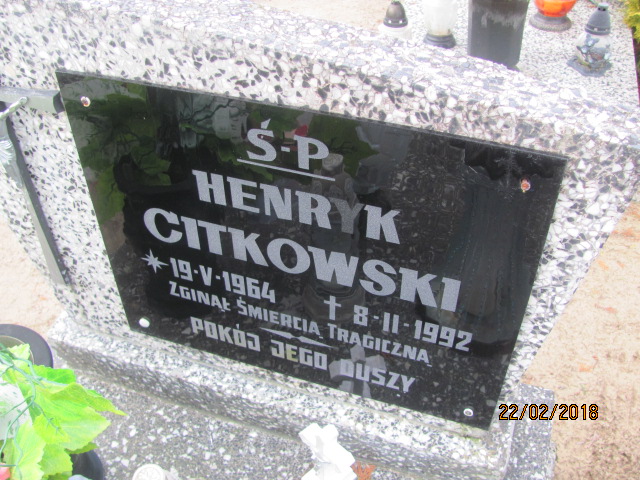 Ś-P
HENRYK
CITKOWSKI
19-V-1964 † 8-II-1992
ZGINĄŁ ŚMIERCIĄ TRAGICZNĄ
POKÓJ JEGO DUSZY
22/02/2018